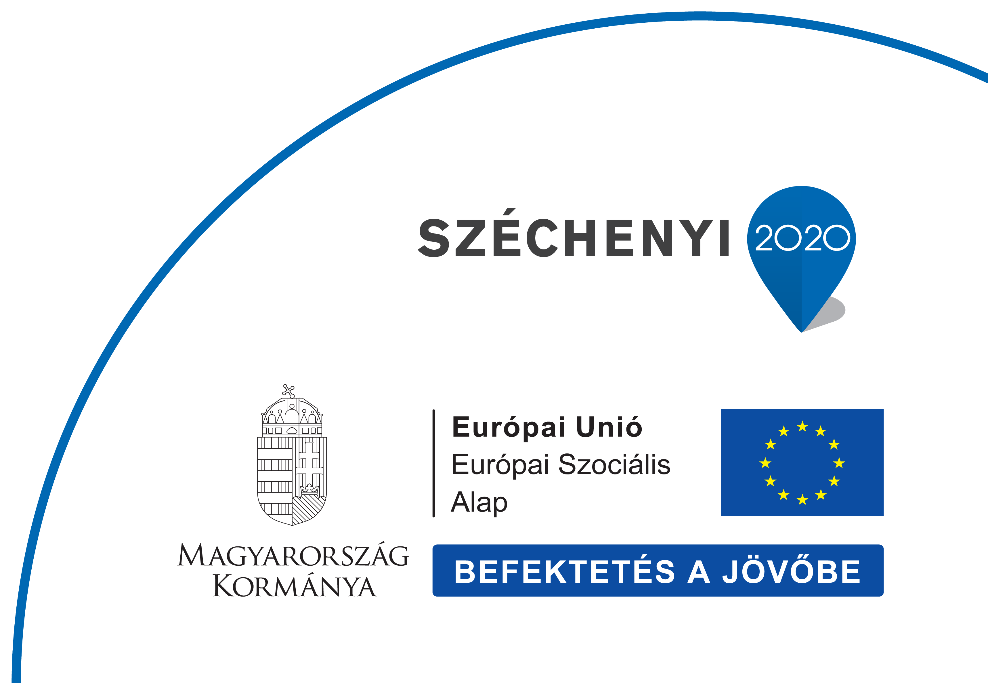 SZÉCHENYI 2020
Európai Unió
Európai Szociális
Alap
MAGYARORSZÁG
KORMÁNYA
BEFEKTETÉS A JÖVŐBE